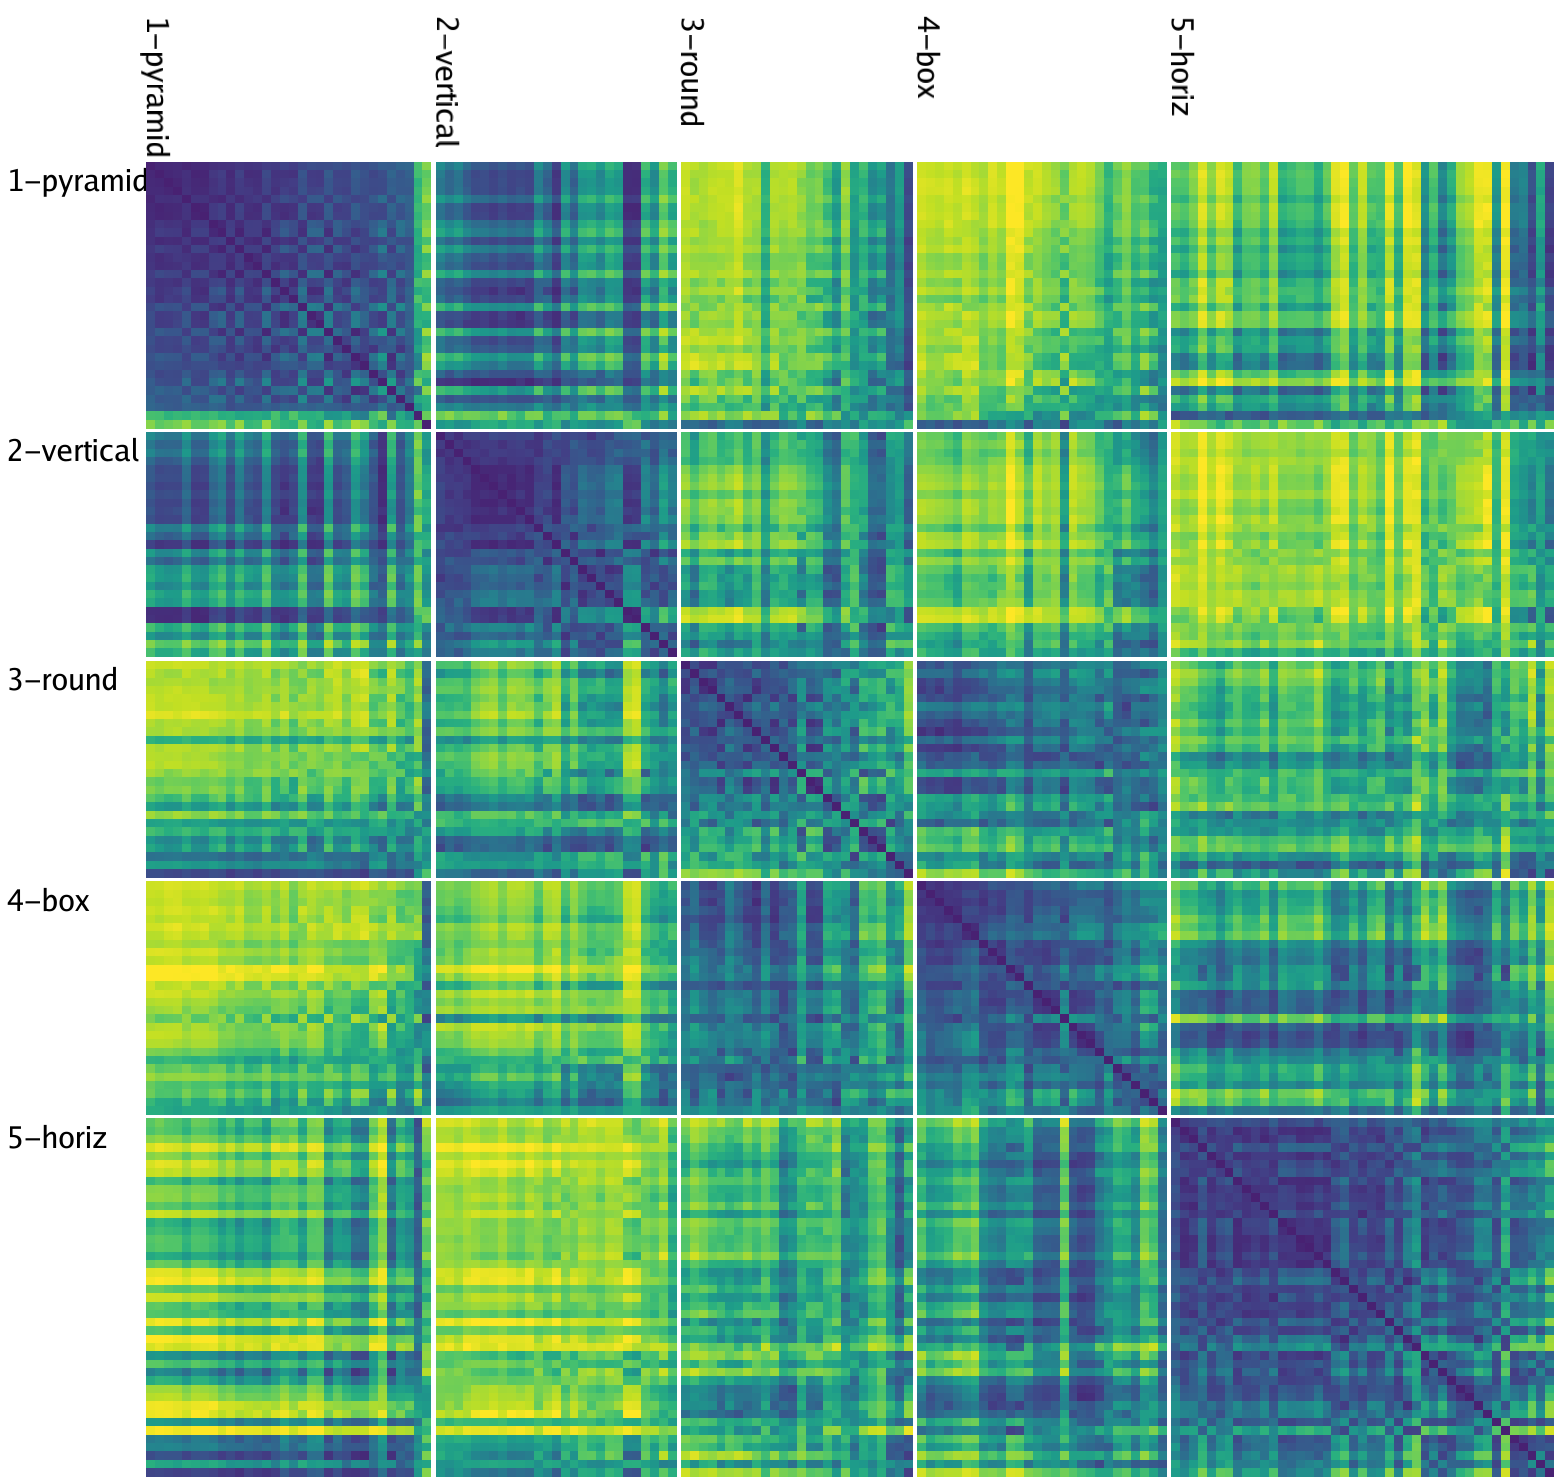 1–pyramid
2–vertical
3–round
4–box
5–horiz
1–pyramid
2–vertical
3–round
4–box
5–horiz